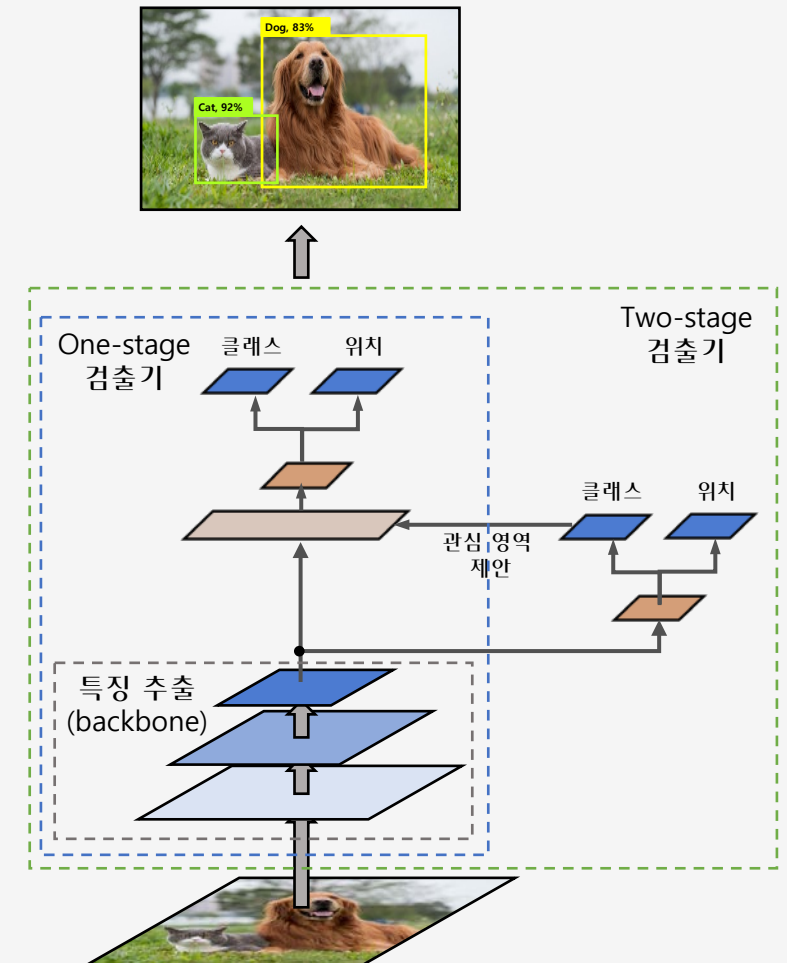 Dog, 83%
Cat, 92%
One-stage
검출기
클래스
위치
Two-stage
검출기
클래스
위치
관심 영역
제안
특징 추출
(backbone)